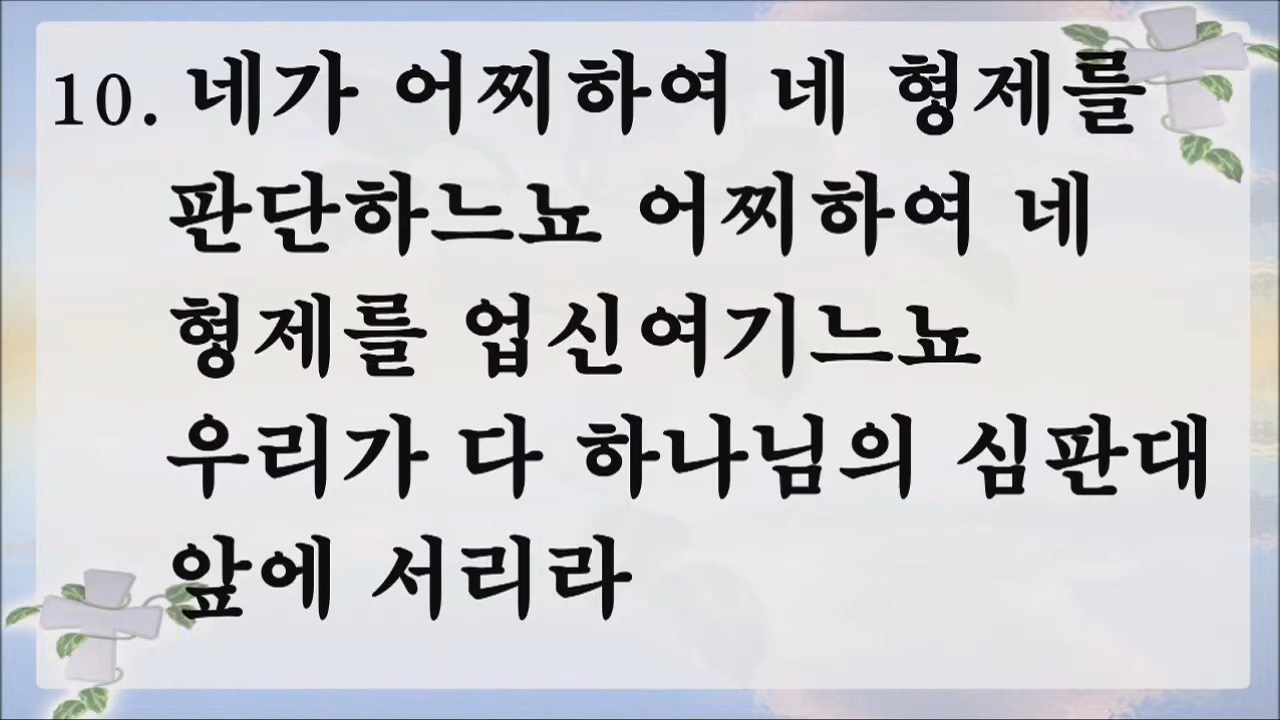 10. 네가 어찌하여 네 형제를
판단하느뇨 어찌하여 네
형제를 업신여기느뇨
우리가 다 하나님의 심판대
앞에 서리라